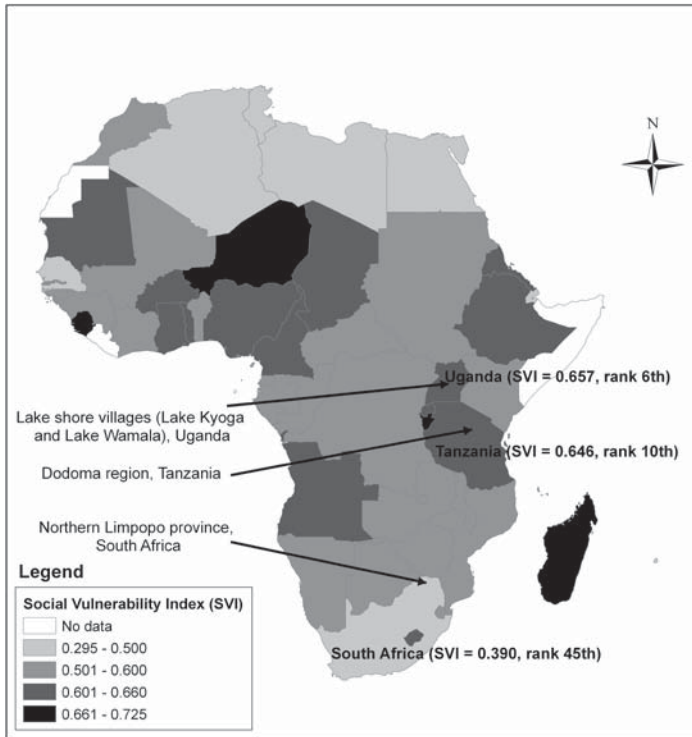 N
Uganda (SVI = 0.657, rank 6th)
Lake shore villages (Lake Kyoga
and Lake Wamala), Uganda
Tanzania (SVI = 0.646, rank 10th)
Dodoma region, Tanzania
Northern Limpopo province,
South Africa
South Africa (SVI = 0.390, rank 45th)
Legend
Social Vulnerability Index (SVI)
No data
0.295 - 0.500
0.501 - 0.600
0.601 - 0.660
0.661 - 0.725